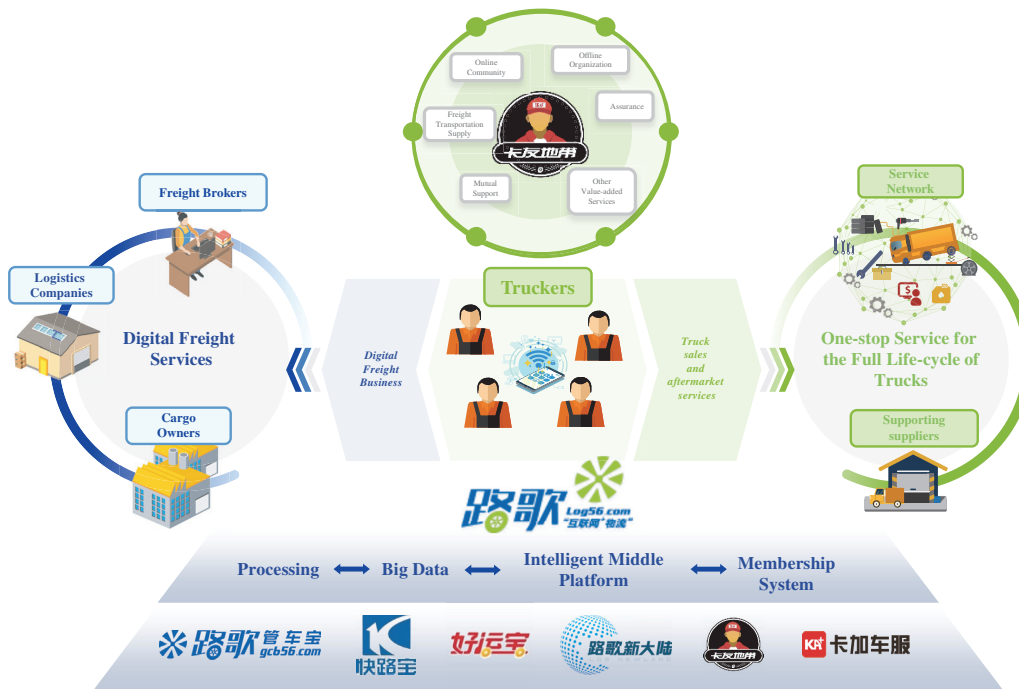 Online
Community
Offline
Organization
Assurance
Freight
Transportation
Supply
卡友地带
Mutual
Support
Other
Value-added
Services
Freight Brokers
Logistics
Companies
Digital Freight
Services
Cargo
Owners
Digital
Freight
Business
Truckers
Truck
sales
and
aftermarket
services
Service
Network
One-stop Service for
the Full Life-cycle of
Trucks
Supporting
suppliers
路歌
Log56.com
"互联网"物流"
Processing
Big Data
Intelligent Middle
Platform
Membership
System
路歌管车宝
gcb56.com
K
快路宝
好运宝
路歌新大陆
LOG NEWLAND
卡友地带
KA+
卡加车服